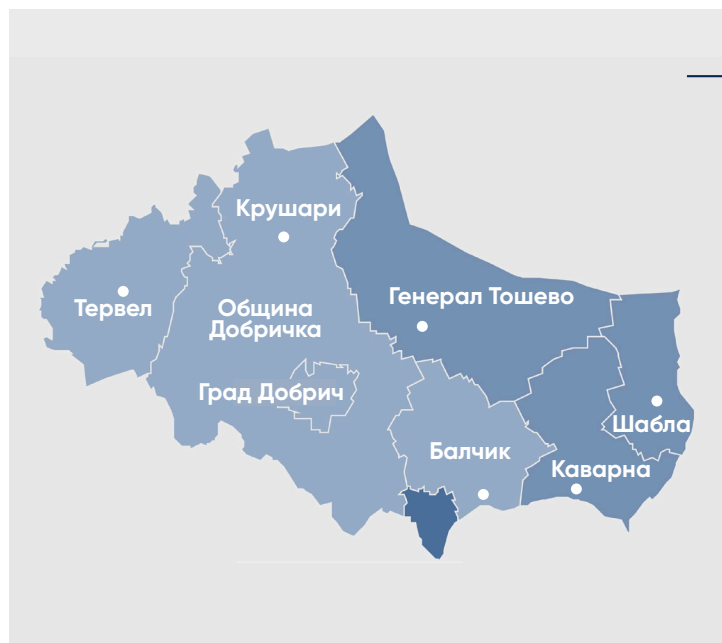 Крушари
Генерал Тошево
Тервел
Община
Добричка
Град Добрич
Шабла
Балчик
Каварна